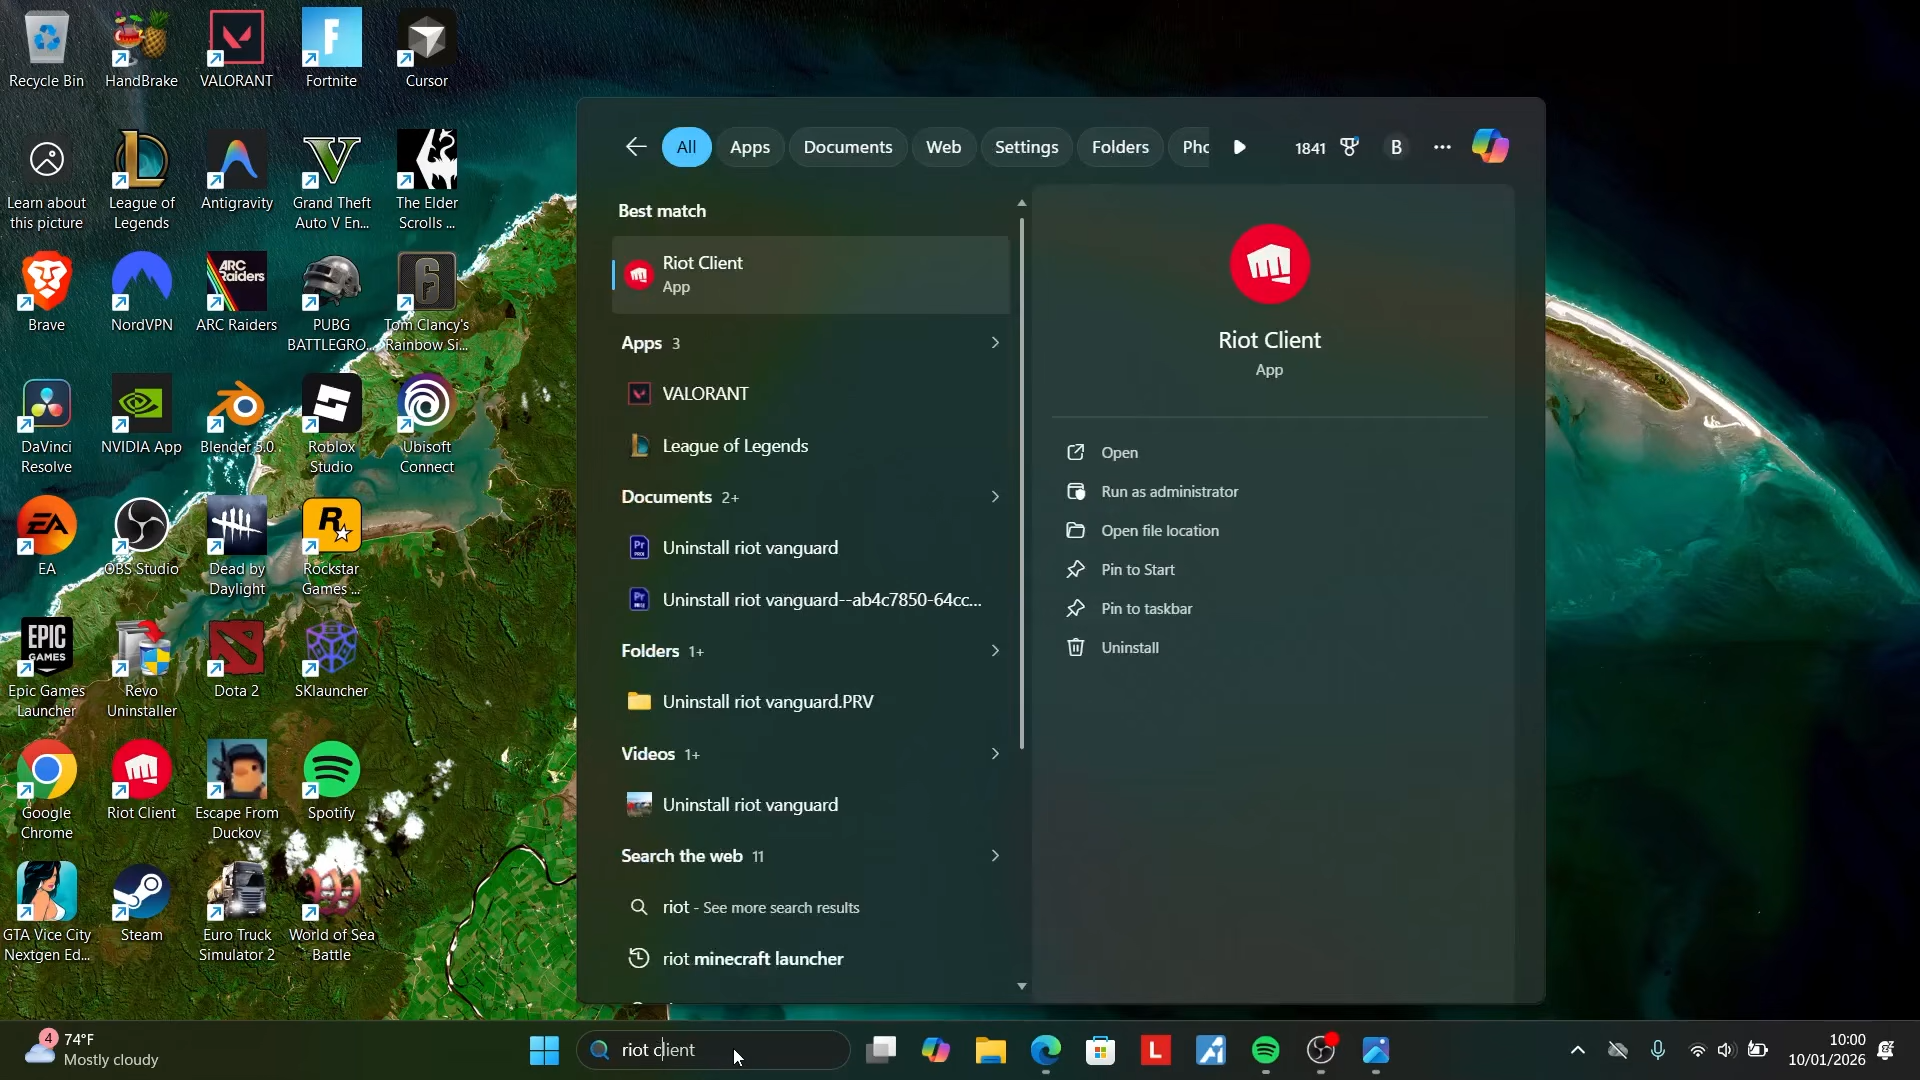 Recycle Bin
HandBrake
VALORANT
Fortnite
Cursor
Learn about
this picture
League of
Legends
Antigravity
Grand Theft
Auto V En...
The Elder
Scrolls ...
Brave
NordVPN
ARC Raiders
ARC Raiders
PUBG
BATTLEGRO...
Tom Clancy's
Rainbow Si...
DaVinci
Resolve
NVIDIA App
Blender 5.0
Roblox
Studio
Ubisoft
Connect
EA
EA
OBS Studio
Dead by
Daylight
Rockstar
Games ...
EPIC
GAMES
Epic Games
Launcher
Revo
Uninstaller
Dota 2
SKlauncher
Google
Chrome
Riot Client
Escape From
Duckov
Spotify
GTA Vice City
Nextgen Ed...
Steam
Euro Truck
Simulator 2
World of Sea
Battle
All
Apps
Documents
Web
Settings
Folders
Pho
1841
B
Best match
Riot Client
App
Apps 3
VALORANT
League of Legends
Documents 2+
Uninstall riot vanguard
Uninstall riot vanguard--ab4c7850-64cc...
Folders 1+
Uninstall riot vanguard.PRV
Videos 1+
Uninstall riot vanguard
Search the web 11
riot - See more search results
riot minecraft launcher
Riot Client
App
Open
Run as administrator
Open file location
Pin to Start
Pin to taskbar
Uninstall
4
74°F
Mostly cloudy
riot client
L
10:00
10/01/2026